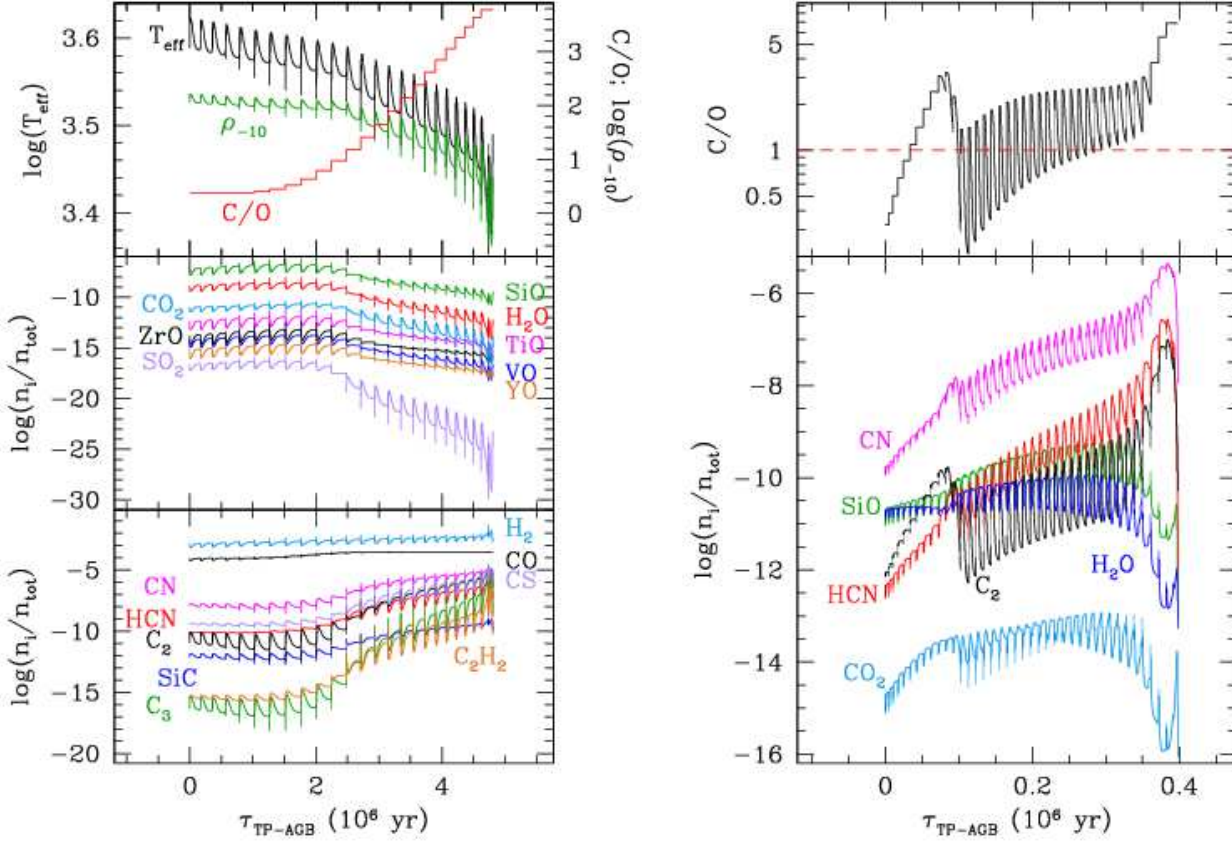 3.6
3.5
3.4
log(T_eff)
T_eff
ρ_−10
C/O
3
2
1
0
C/O; log(ρ_−10)
−10
−15
−20
−25
−30
log(n_i/n_tot)
CO_2
ZrO
SO_2
SiO
H_2O
TiO
VO
YO
−5
−10
−15
−20
log(n_i/n_tot)
CN
HCN
C_2
SiC
C_3
H_2
CO
CS
C_2H_2
0 2 4
τ_TP-AGB (10^6 yr)
5
1
0.5
C/O
−6
−8
−10
−12
−14
−16
log(n_i/n_tot)
CN
SiO
HCN
C_2
H_2O
CO_2
0 0.2 0.4
τ_TP-AGB (10^6 yr)